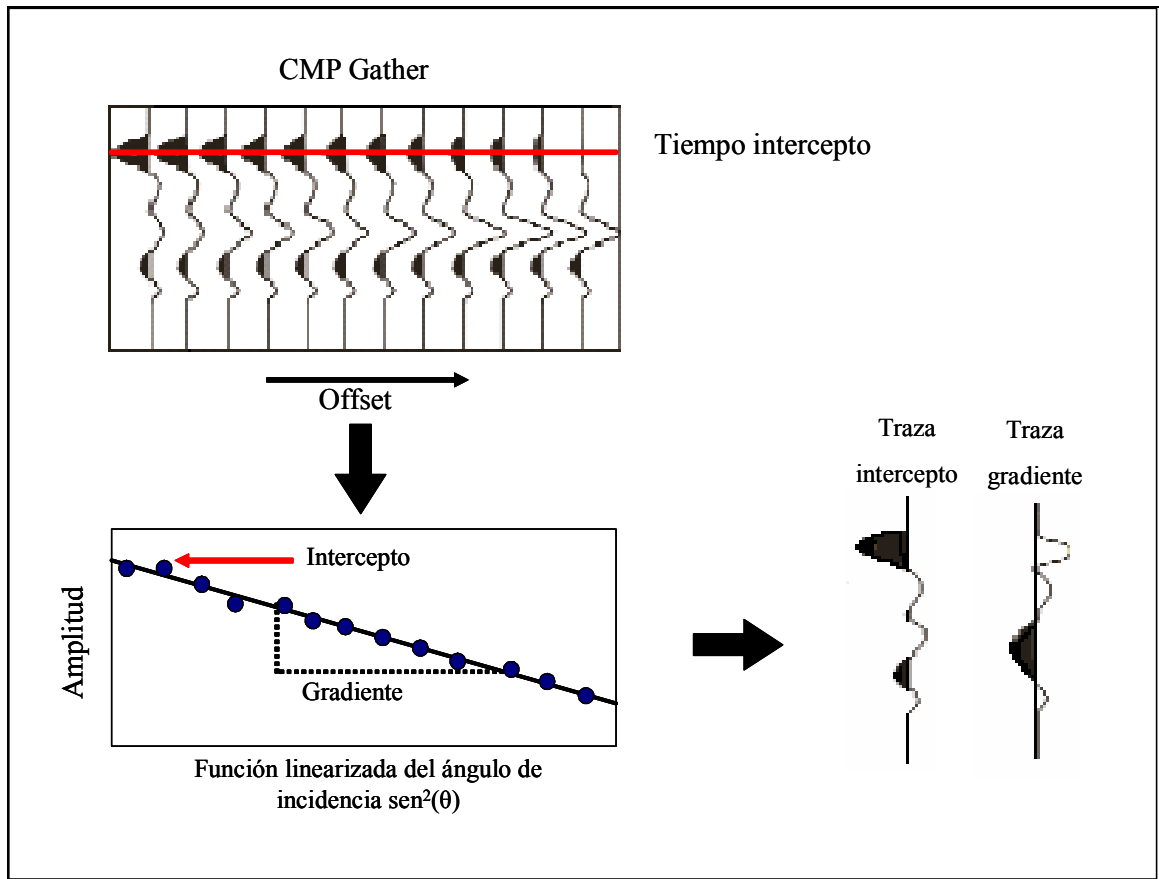 CMP Gather
Tiempo intercepto
Offset
Traza
intercepto
Traza
gradiente
Intercepto
Amplitud
Gradiente
Función linearizada del ángulo de
incidencia sen²(θ)